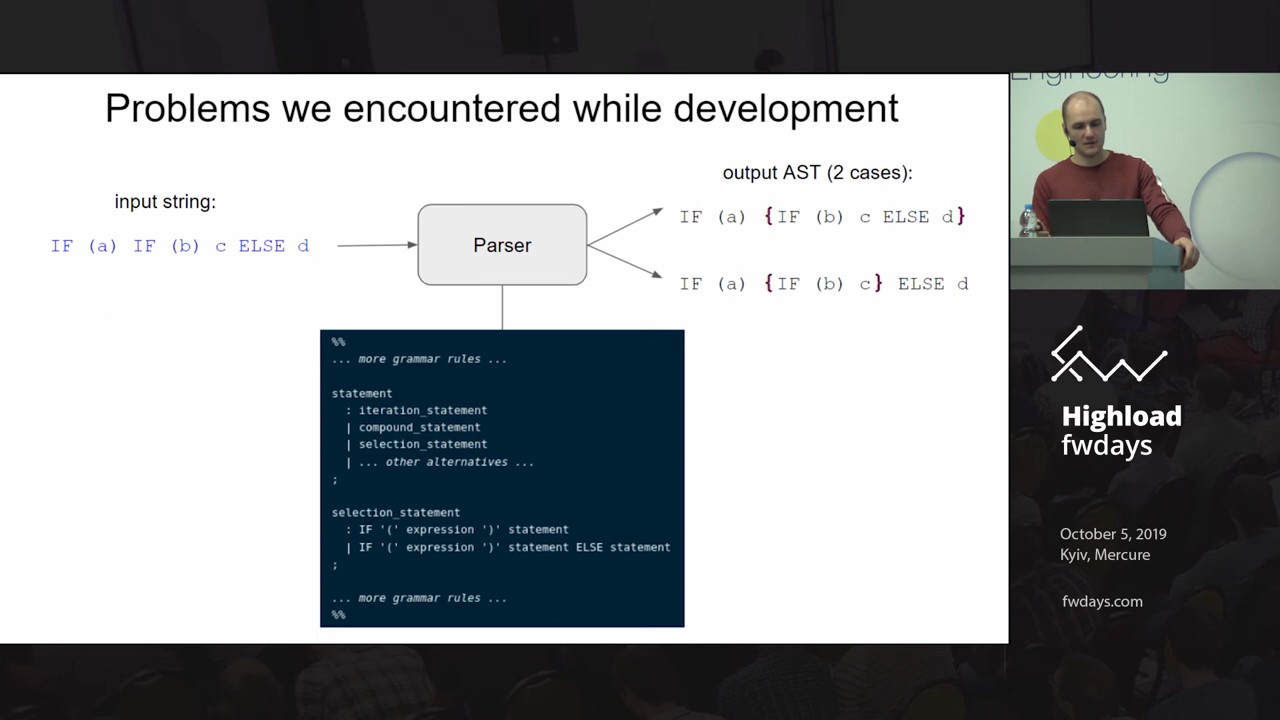 Problems we encountered while development
input string:
IF (a) IF (b) c ELSE d
Parser
output AST (2 cases):
IF (a) {IF (b) c ELSE d}
IF (a) {IF (b) c} ELSE d
%%
... more grammar rules ...
statement
: iteration_statement
| compound_statement
| selection_statement
| ... other alternatives ...
;
selection_statement
: IF '(' expression ')' statement
| IF '(' expression ')' statement ELSE statement
;
... more grammar rules ...
%%
Engineering
Highload
fwdays
October 5, 2019
Kyiv, Mercure
fwdays.com